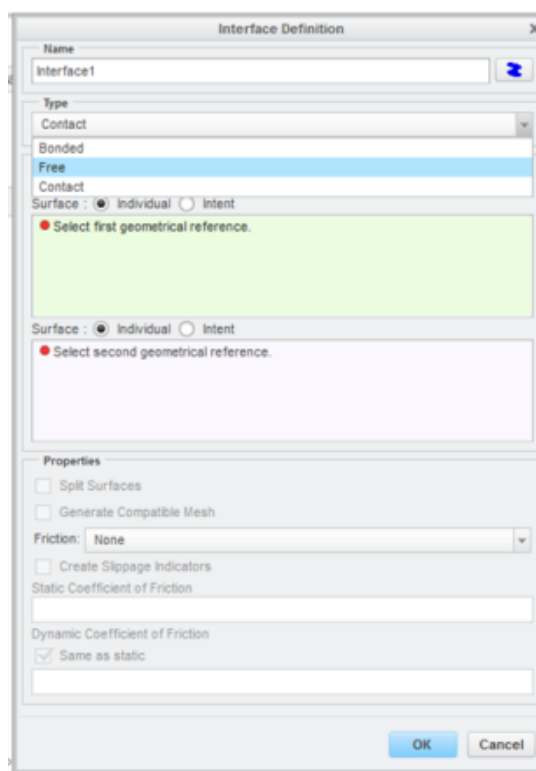 Interface Definition
Name
Interface1
Type
Contact
Bonded
Free
Contact
Surface : Individual Intent
Select first geometrical reference.
Surface : Individual Intent
Select second geometrical reference.
Properties
Split Surfaces
Generate Compatible Mesh
Friction: None
Create Slippage Indicators
Static Coefficient of Friction
Dynamic Coefficient of Friction
Same as static
OK Cancel